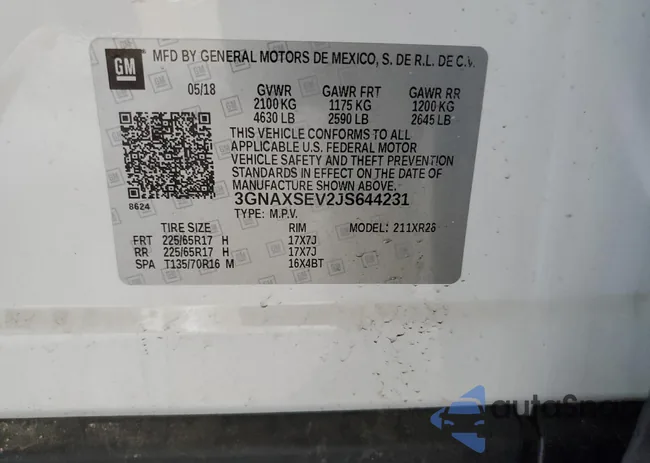 GM
MFD BY GENERAL MOTORS DE MEXICO, S. DE R.L. DE C.V.
05/18 GVWR GAWR FRT GAWR RR
2100 KG 1175 KG 1200 KG
4630 LB 2590 LB 2645 LB
THIS VEHICLE CONFORMS TO ALL
APPLICABLE U.S. FEDERAL MOTOR
VEHICLE SAFETY AND THEFT PREVENTION
STANDARDS IN EFFECT ON THE DATE OF
MANUFACTURE SHOWN ABOVE.
8624 3GNAXSEV2JS644231
TYPE: M.P.V. MODEL: 211XR26
TIRE SIZE RIM
FRT 225/65R17 H 17X7J
RR 225/65R17 H 17X7J
SPA T135/70R16 M 16X4BT